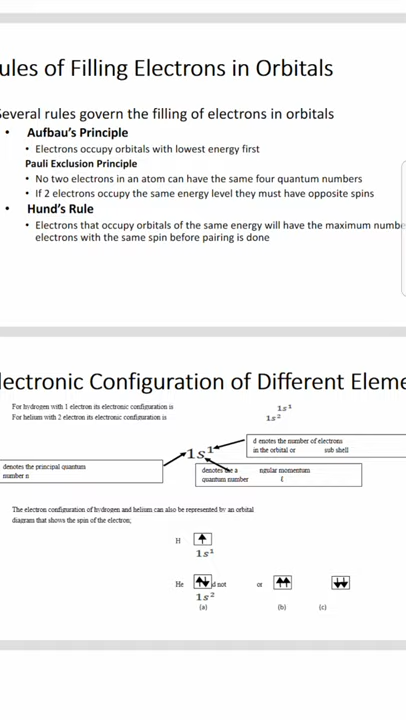 ules of Filling Electrons in Orbitals
Several rules govern the filling of electrons in orbitals
• Aufbau's Principle
• Electrons occupy orbitals with lowest energy first
Pauli Exclusion Principle
• No two electrons in an atom can have the same four quantum numbers
• If 2 electrons occupy the same energy level they must have opposite spins
• Hund's Rule
• Electrons that occupy orbitals of the same energy will have the maximum numbe
electrons with the same spin before pairing is done
lectronic Configuration of Different Eleme
For hydrogen with 1 electron its electronic configuration is 1s¹
For helium with 2 electron its electronic configuration is 1s²
d enotes the number of electrons
in the orbital or sub shell
1s¹
denotes the principal quantum
number n
denotes the a ngular momentum
quantum number ℓ
The electron configuration of hydrogen and helium can also be represented by an orbital
diagram that shows the spin of the electron;
H
1s¹
He d not or
1s²
(a) (b) (c)